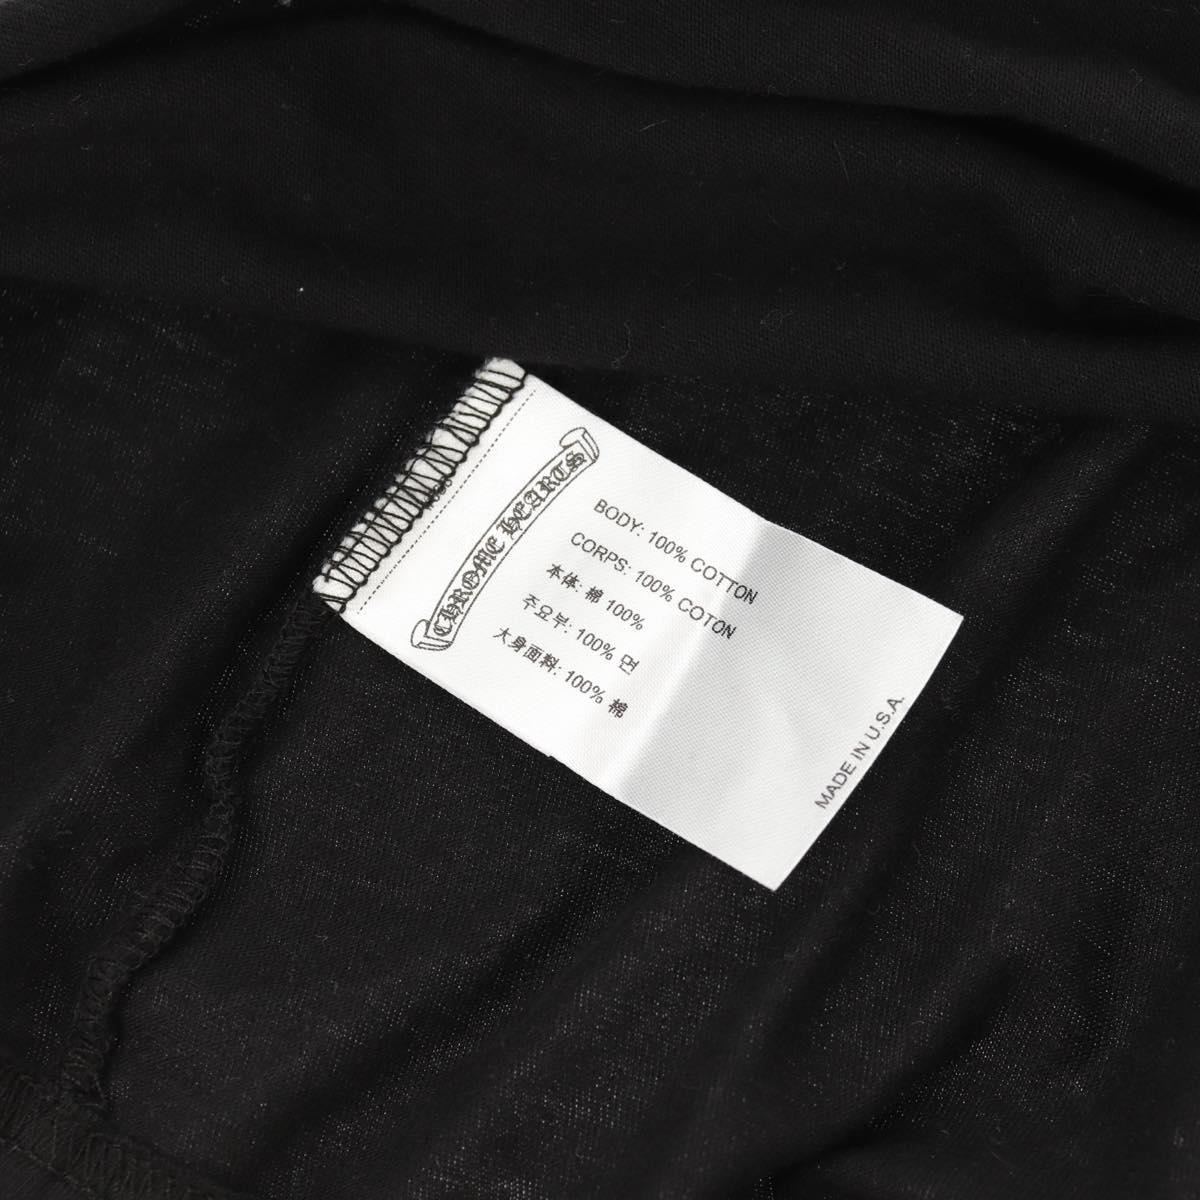 CHROME HEARTS
BODY: 100% COTTON
CORPS: 100% COTON
本体: 棉 100%
주요부: 100% 면
大身面料: 100% 棉
MADE IN U.S.A.